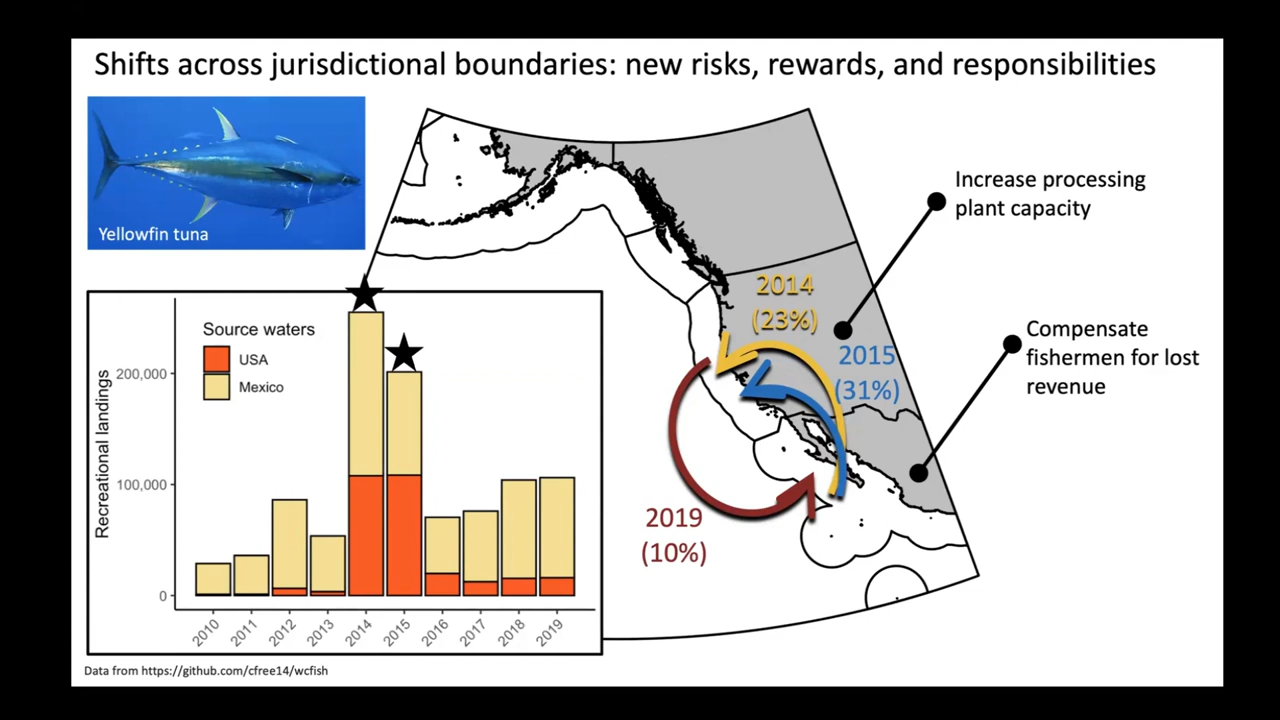 Shifts across jurisdictional boundaries: new risks, rewards, and responsibilities
Yellowfin tuna
Increase processing
plant capacity
2014
(23%)
2015
(31%)
Compensate
fishermen for lost
revenue
2019
(10%)
Source waters
USA
Mexico
Recreational landings
200,000
100,000
0
2010
2011
2012
2013
2014
2015
2016
2017
2018
2019
Data from https://github.com/cfree14/wcfish